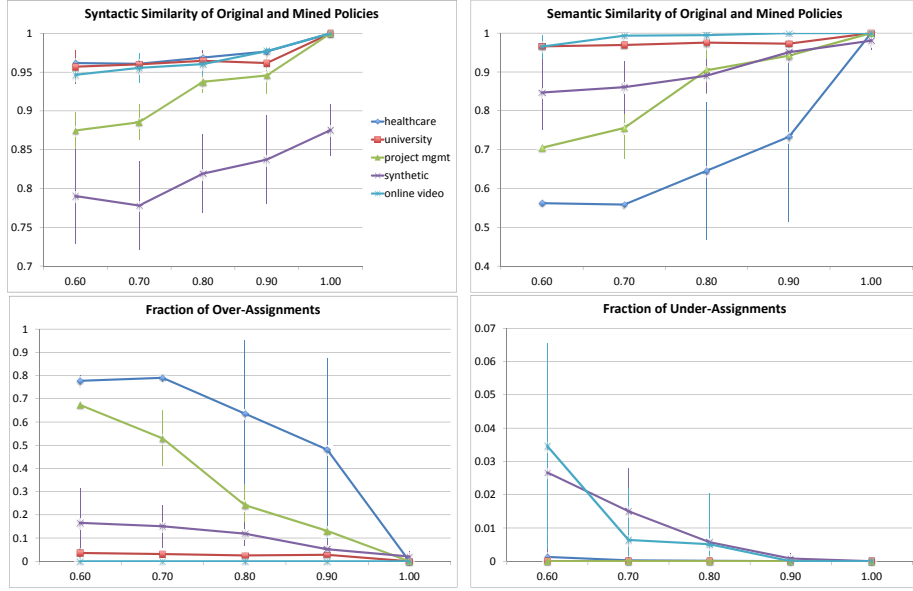 Syntactic Similarity of Original and Mined Policies
1
0.95
0.9
0.85
0.8
0.75
0.7
0.60 0.70 0.80 0.90 1.00
healthcare
university
project mgmt
synthetic
online video
Semantic Similarity of Original and Mined Policies
1
0.9
0.8
0.7
0.6
0.5
0.4
0.60 0.70 0.80 0.90 1.00
Fraction of Over-Assignments
1
0.9
0.8
0.7
0.6
0.5
0.4
0.3
0.2
0.1
0
0.60 0.70 0.80 0.90 1.00
Fraction of Under-Assignments
0.07
0.06
0.05
0.04
0.03
0.02
0.01
0
0.60 0.70 0.80 0.90 1.00